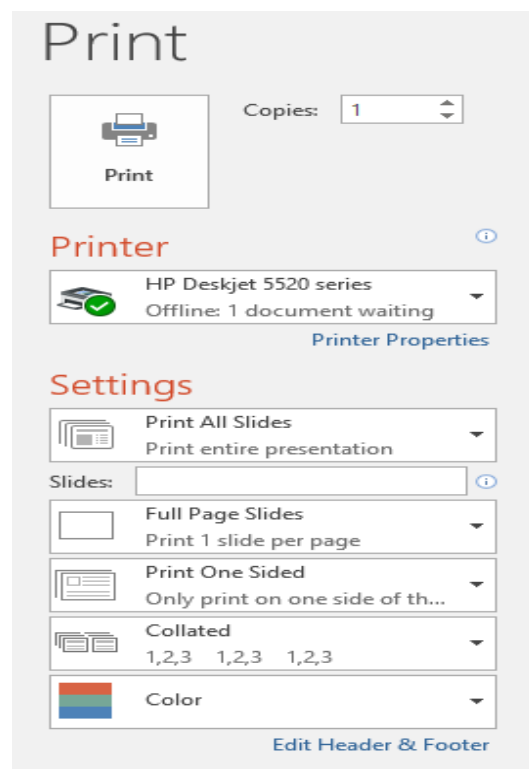 Print
Copies: 1
Print
Printer
HP Deskjet 5520 series
Offline: 1 document waiting
Printer Properties
Settings
Print All Slides
Print entire presentation
Slides:
Full Page Slides
Print 1 slide per page
Print One Sided
Only print on one side of th...
Collated
1,2,3 1,2,3 1,2,3
Color
Edit Header & Footer